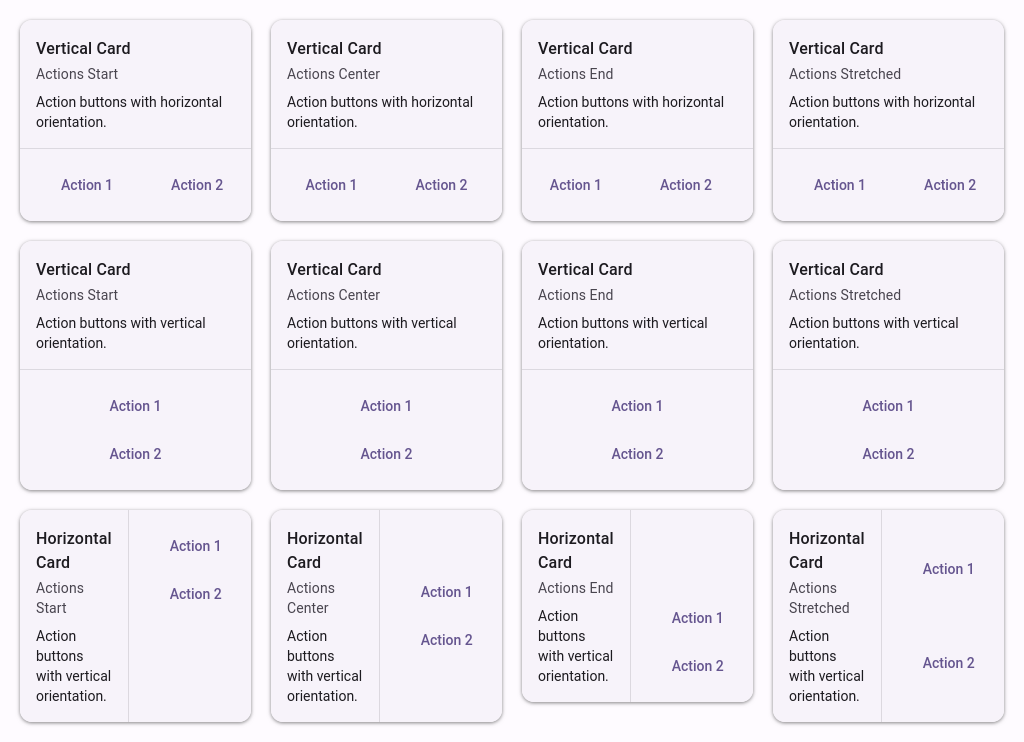 Vertical Card
Actions Start
Action buttons with horizontal
orientation.
Action 1 Action 2
Vertical Card
Actions Center
Action buttons with horizontal
orientation.
Action 1 Action 2
Vertical Card
Actions End
Action buttons with horizontal
orientation.
Action 1 Action 2
Vertical Card
Actions Stretched
Action buttons with horizontal
orientation.
Action 1 Action 2
Vertical Card
Actions Start
Action buttons with vertical
orientation.
Action 1
Action 2
Vertical Card
Actions Center
Action buttons with vertical
orientation.
Action 1
Action 2
Vertical Card
Actions End
Action buttons with vertical
orientation.
Action 1
Action 2
Vertical Card
Actions Stretched
Action buttons with vertical
orientation.
Action 1
Action 2
Horizontal
Card
Actions
Start
Action
buttons
with vertical
orientation.
Action 1
Action 2
Horizontal
Card
Actions
Center
Action
buttons
with vertical
orientation.
Action 1
Action 2
Horizontal
Card
Actions End
Action
buttons
with vertical
orientation.
Action 1
Action 2
Horizontal
Card
Actions
Stretched
Action
buttons
with vertical
orientation.
Action 1
Action 2